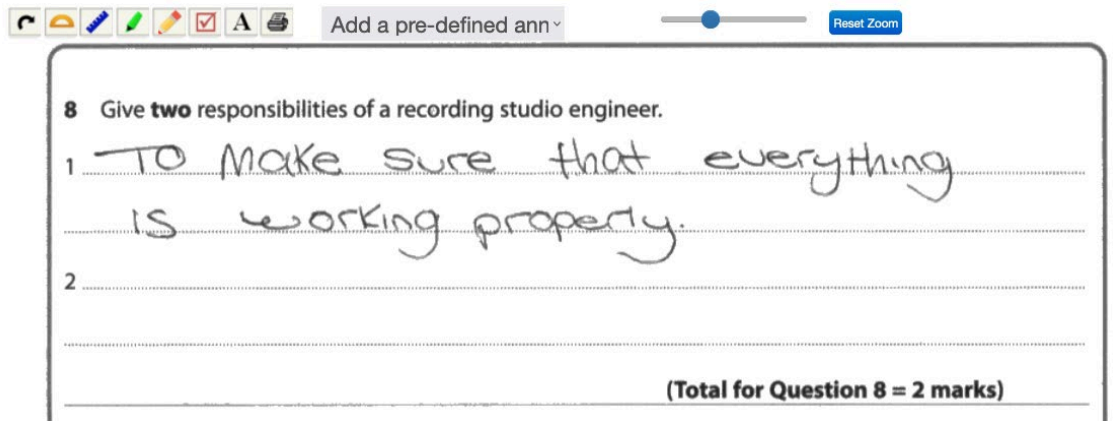 Add a pre-defined ann
Reset Zoom
8 Give two responsibilities of a recording studio engineer.
1 To Make sure that everything
is working properly.
2
(Total for Question 8 = 2 marks)